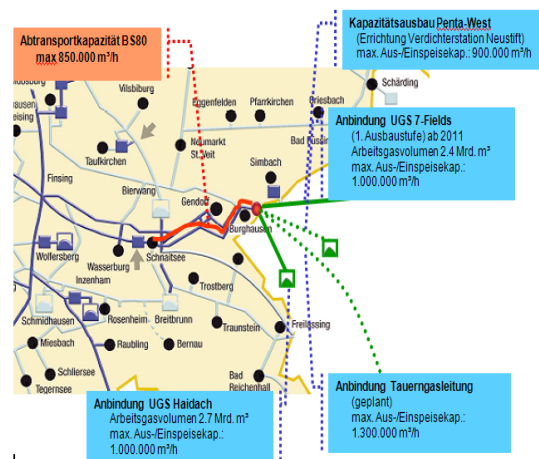 Kapazitätsausbau Penta-West
(Errichtung Verdichterstation Neustift)
max. Aus-/Einspeisekap.: 900.000 m³/h
Abtransportkapazität BS80
max 850.000 m³/h
Schärding
Vilsbiburg
Eggenfelden
Pfarrkirchen
Anbindung UGS 7-Fields
(1. Ausbaustufe) ab 2011
Arbeitsgasvolumen 2.4 Mrd. m³
max. Aus-/Einspeisekap.:
1.000.000 m³/h
Neumarkt
St. Veit
Taufkirchen
Simbach
Finsing
Bierwang
Gendorf
Burghausen
Schnaitsee
Wolfersberg
Wasserburg
Inzenham
Trostberg
Schmidhausen
Rosenheim
Breitbrunn
Traunstein
Freilassing
Miesbach
Raubling
Bernau
Schliersee
Tegernsee
Bad
Reichenhall
Anbindung Tauerngasleitung
(geplant)
max. Aus-/Einspeisekap.:
1.300.000 m³/h
Anbindung UGS Haidach
Arbeitsgasvolumen 2.7 Mrd. m³
max. Aus-/Einspeisekap.:
1.000.000 m³/h